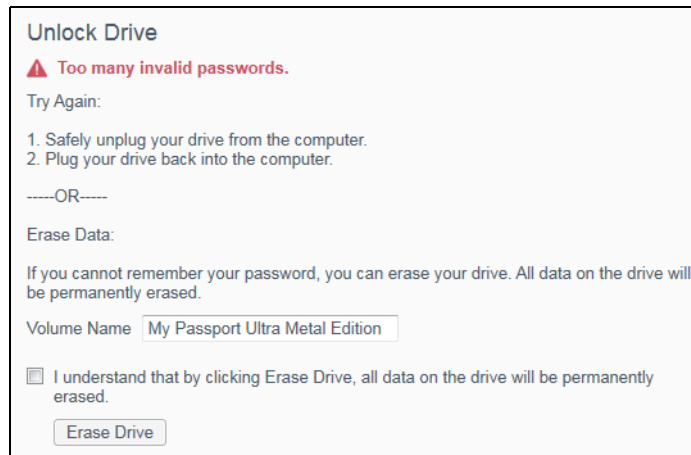 Unlock Drive
Too many invalid passwords.
Try Again:
1. Safely unplug your drive from the computer.
2. Plug your drive back into the computer.
-----OR-----
Erase Data:
If you cannot remember your password, you can erase your drive. All data on the drive will
be permanently erased.
Volume Name My Passport Ultra Metal Edition
I understand that by clicking Erase Drive, all data on the drive will be permanently
erased.
Erase Drive